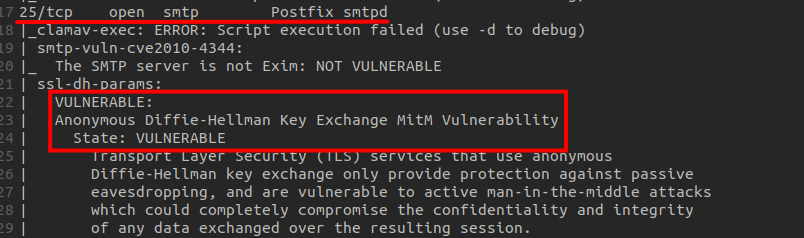 17 25/tcp open smtp Postfix smtpd
18 |_clamav-exec: ERROR: Script execution failed (use -d to debug)
19 | smtp-vuln-cve2010-4344:
20 |_ The SMTP server is not Exim: NOT VULNERABLE
21 | ssl-dh-params:
22 | VULNERABLE:
23 | Anonymous Diffie-Hellman Key Exchange MitM Vulnerability
24 | State: VULNERABLE
25 | Transport Layer Security (TLS) services that use anonymous
26 | Diffie-Hellman key exchange only provide protection against passive
27 | eavesdropping, and are vulnerable to active man-in-the-middle attacks
28 | which could completely compromise the confidentiality and integrity
29 | of any data exchanged over the resulting session.